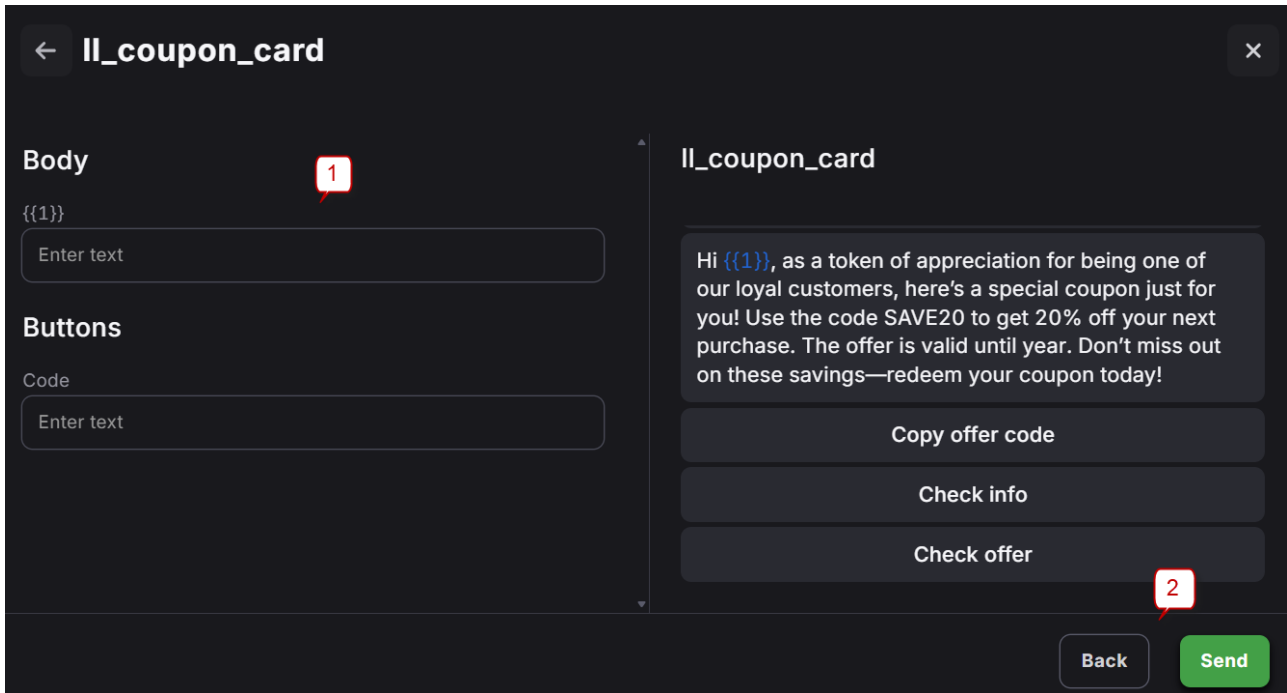 ll_coupon_card
Body
1
{{1}}
Enter text
Buttons
Code
Enter text
ll_coupon_card
Hi {{1}}, as a token of appreciation for being one of
our loyal customers, here’s a special coupon just for
you! Use the code SAVE20 to get 20% off your next
purchase. The offer is valid until year. Don’t miss out
on these savings—redeem your coupon today!
Copy offer code
Check info
Check offer
2
Back
Send